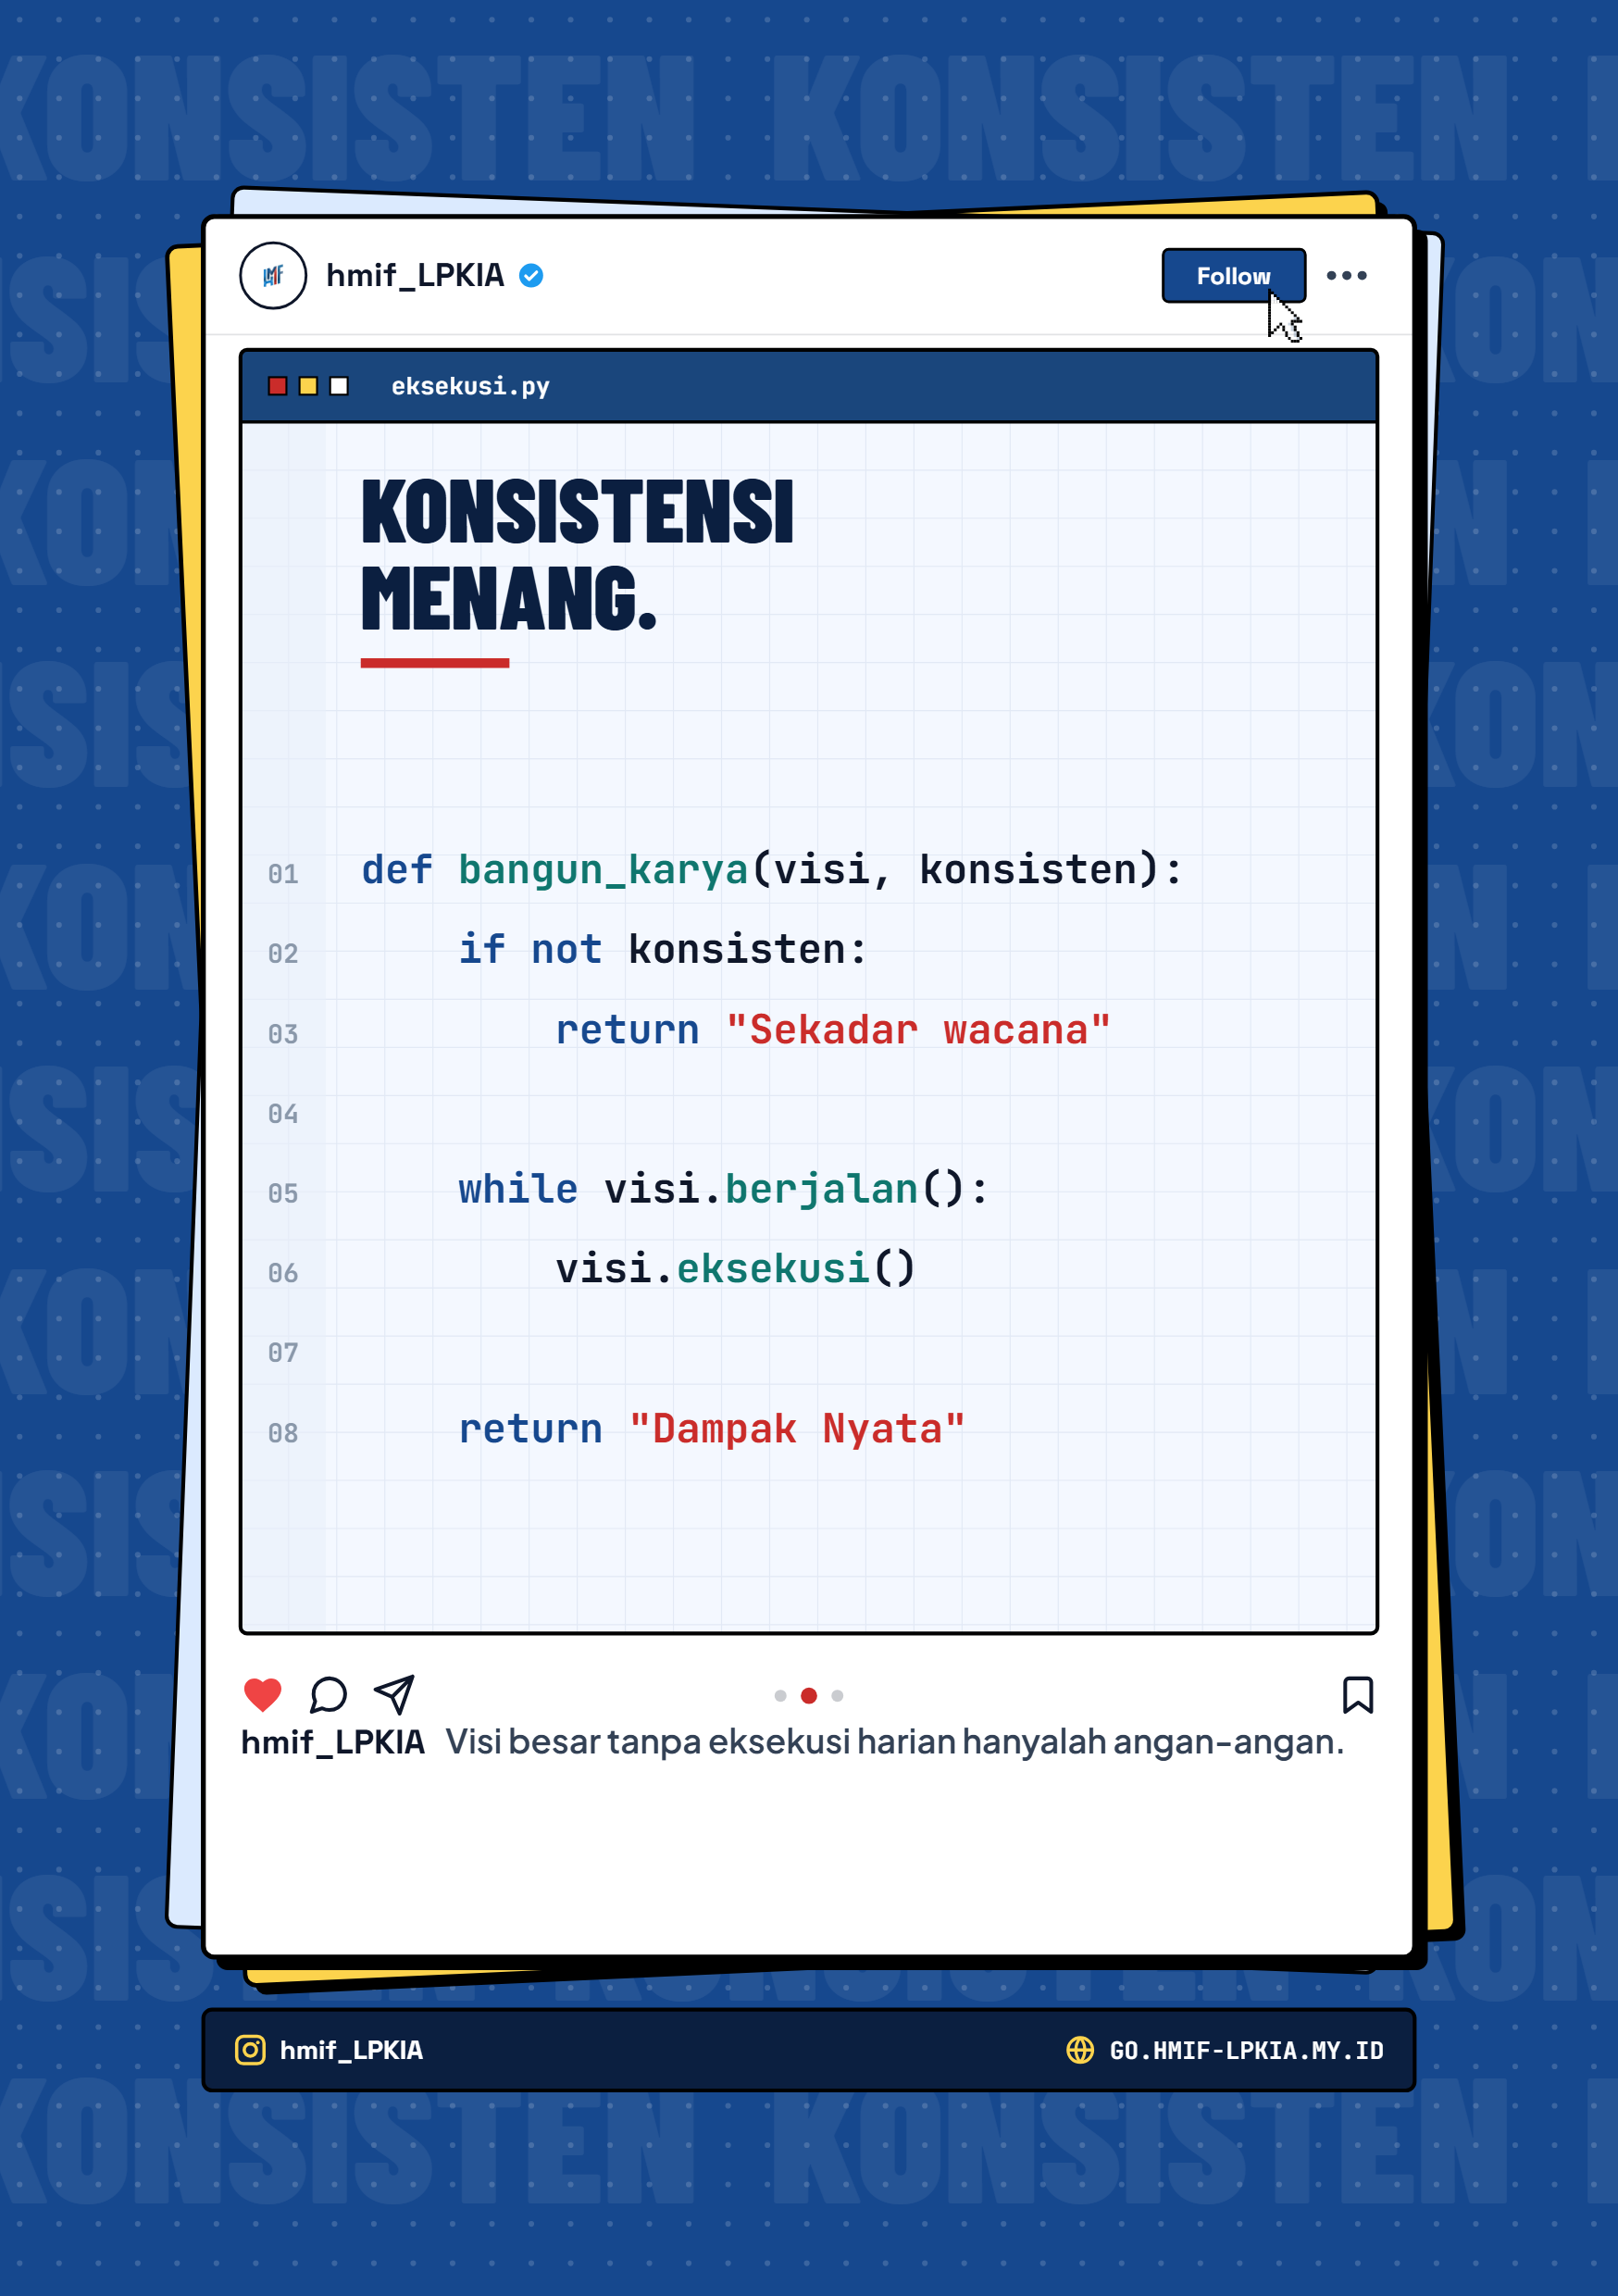 KONSISTEN KONSISTEN
hmif_LPKIA
Follow
eksekusi.py
KONSISTENSI
MENANG.
01 def bangun_karya(visi, konsisten):
02 if not konsisten:
03 return "Sekadar wacana"
04
05 while visi.berjalan():
06 visi.eksekusi()
07
08 return "Dampak Nyata"
hmif_LPKIA Visi besar tanpa eksekusi harian hanyalah angan-angan.
hmif_LPKIA GO.HMIF-LPKIA.MY.ID
KONSISTEN KONSISTEN